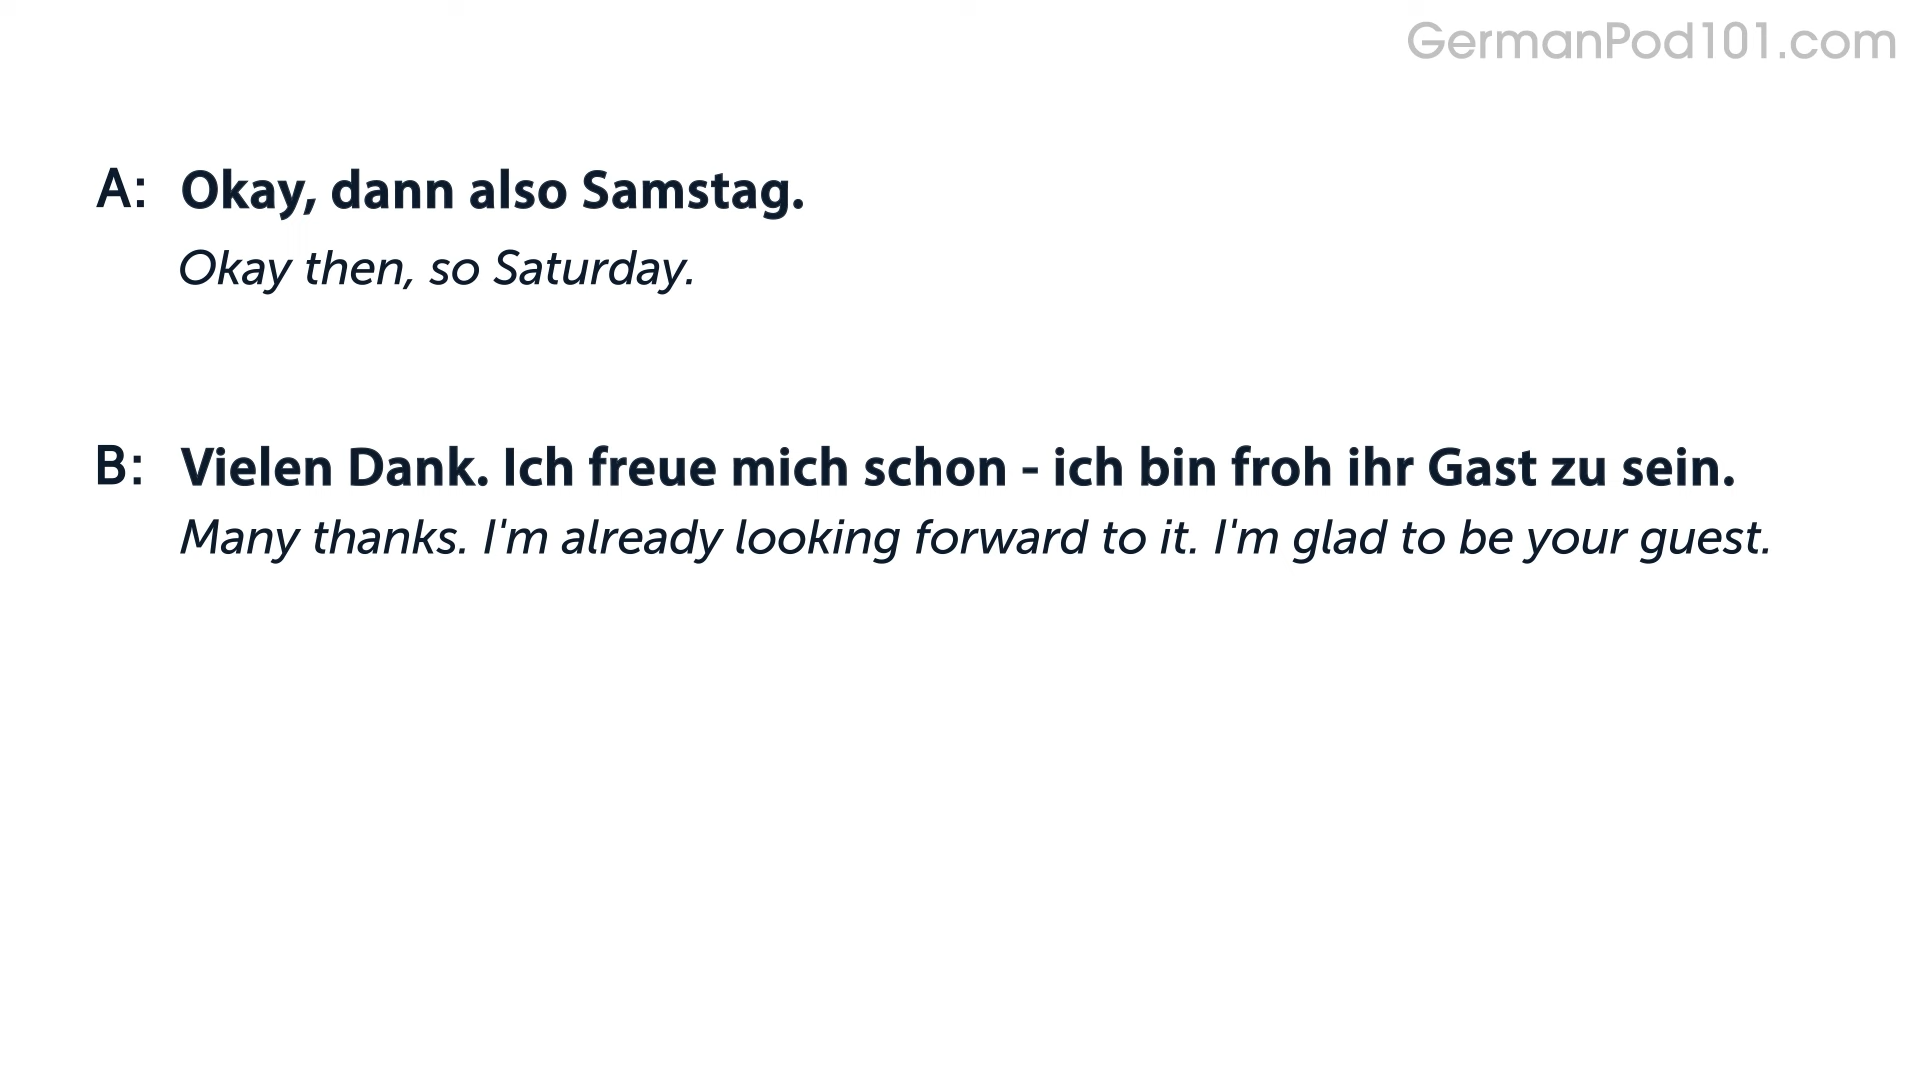 GermanPod101.com
A: Okay, dann also Samstag.
Okay then, so Saturday.
B: Vielen Dank. Ich freue mich schon - ich bin froh ihr Gast zu sein.
Many thanks. I'm already looking forward to it. I'm glad to be your guest.